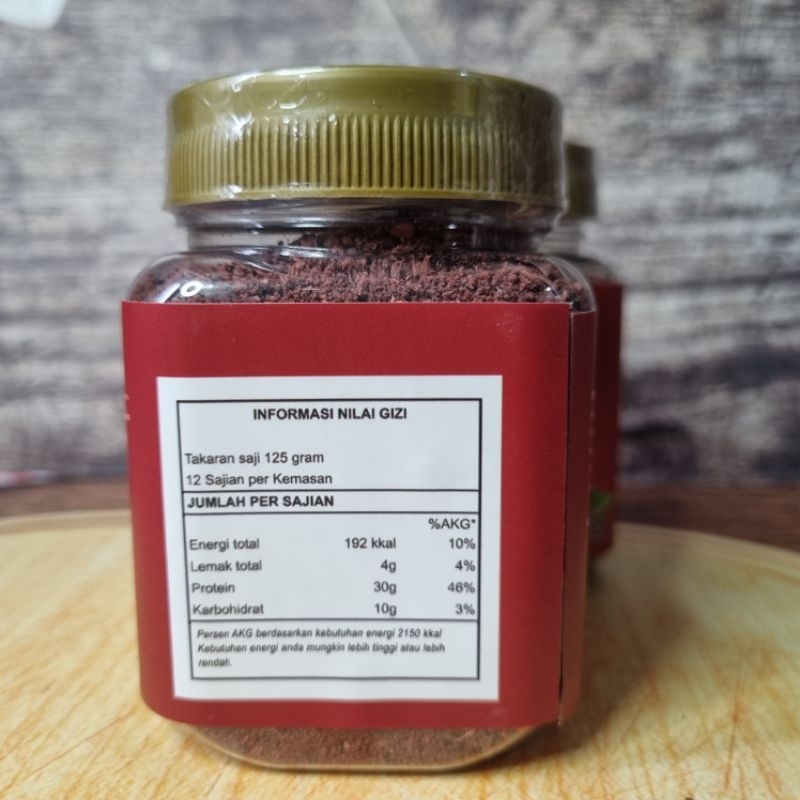 INFORMASI NILAI GIZI
Takaran saji 125 gram
12 Sajian per Kemasan
JUMLAH PER SAJIAN
%AKG*
Energi total 192 kkal 10%
Lemak total 4g 4%
Protein 30g 46%
Karbohidrat 10g 3%
Persen AKG berdasarkan kebutuhan energi 2150 kkal
Kebutuhan energi anda mungkin lebih tinggi atau lebih
rendah.